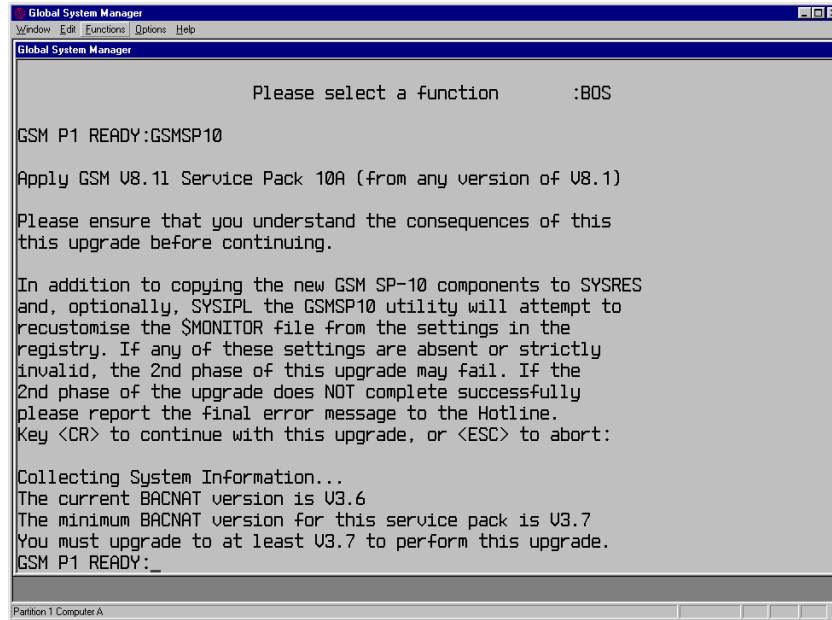 Global System Manager
Window Edit Functions Options Help
Global System Manager
Please select a function :BOS
GSM P1 READY:GSMSP10
Apply GSM V8.1l Service Pack 10A (from any version of V8.1)
Please ensure that you understand the consequences of this
this upgrade before continuing.
In addition to copying the new GSM SP-10 components to SYSRES
and, optionally, SYSIPL the GSMSP10 utility will attempt to
recustomise the $MONITOR file from the settings in the
registry. If any of these settings are absent or strictly
invalid, the 2nd phase of this upgrade may fail. If the
2nd phase of the upgrade does NOT complete successfully
please report the final error message to the Hotline.
Key <CR> to continue with this upgrade, or <ESC> to abort:
Collecting System Information...
The current BACNAT version is V3.6
The minimum BACNAT version for this service pack is V3.7
You must upgrade to at least V3.7 to perform this upgrade.
GSM P1 READY:_
Partition 1 Computer A